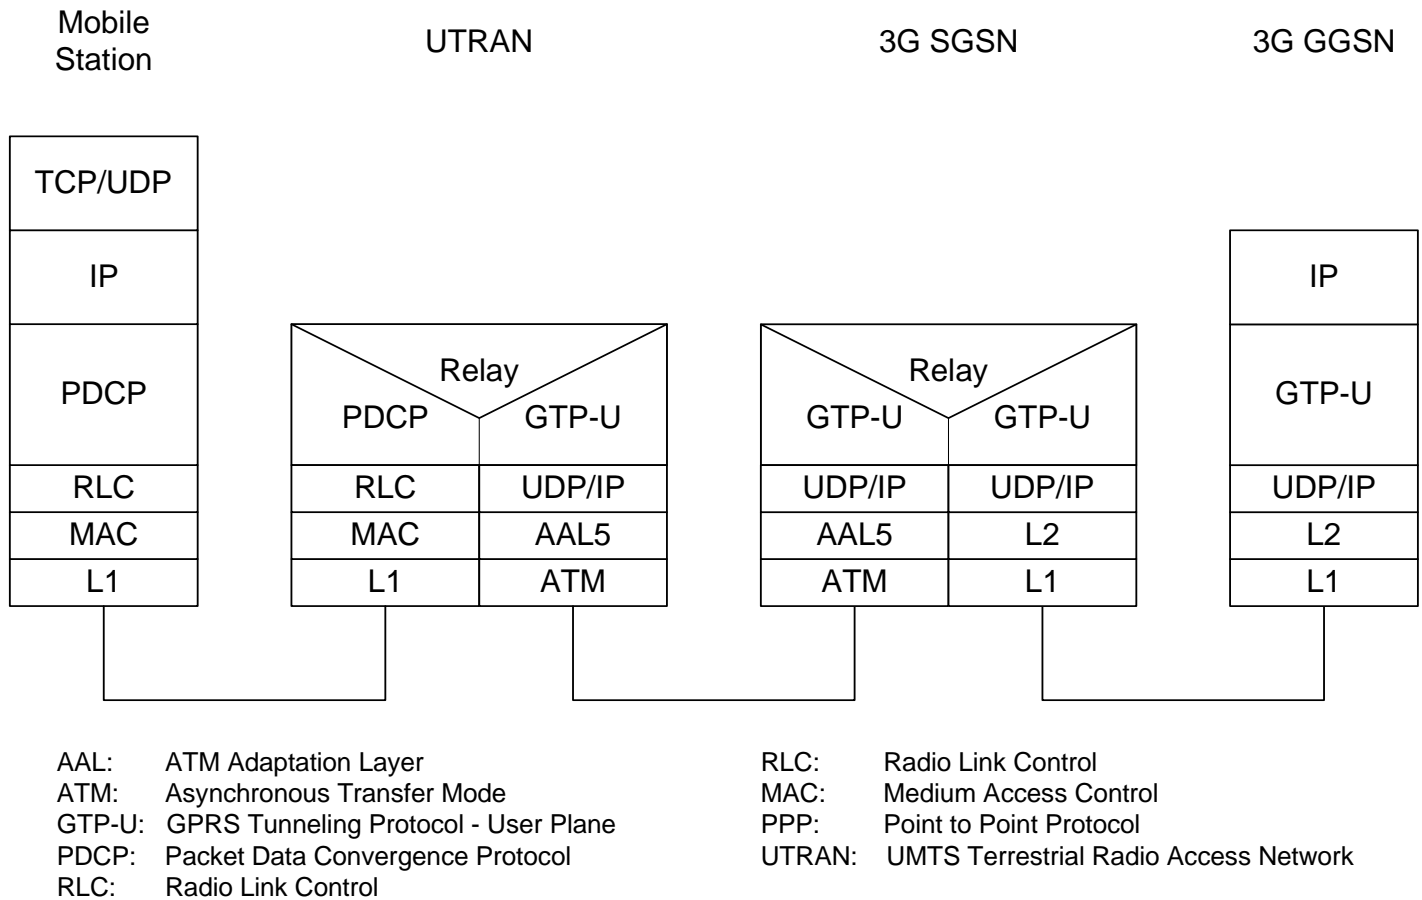 Mobile
Station
UTRAN
3G SGSN
3G GGSN
TCP/UDP
IP
IP
PDCP
Relay
PDCP
GTP-U
Relay
GTP-U
GTP-U
GTP-U
RLC
RLC
UDP/IP
UDP/IP
UDP/IP
UDP/IP
MAC
MAC
AAL5
AAL5
L2
L2
L1
L1
ATM
ATM
L1
L1
AAL: ATM Adaptation Layer
ATM: Asynchronous Transfer Mode
GTP-U: GPRS Tunneling Protocol - User Plane
PDCP: Packet Data Convergence Protocol
RLC: Radio Link Control
RLC: Radio Link Control
MAC: Medium Access Control
PPP: Point to Point Protocol
UTRAN: UMTS Terrestrial Radio Access Network